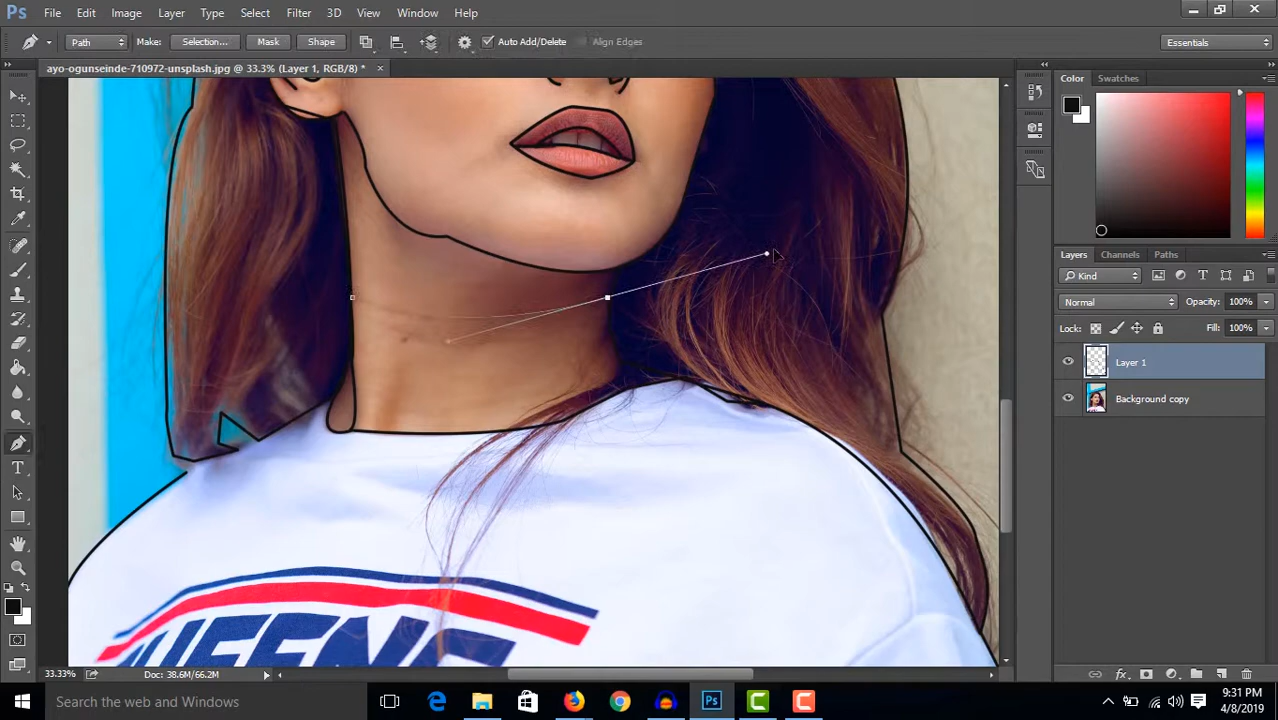 Ps File Edit Image Layer Type Select Filter 3D View Window Help
Path Make: Selection... Mask Shape Auto Add/Delete Align Edges Essentials
ayo-ogunseinde-710972-unsplash.jpg @ 33.3% (Layer 1, RGB/8) * ×
Color Swatches
Layers Channels Paths
Kind
Normal Opacity: 100%
Lock: Fill: 100%
Layer 1
Background copy
QUEENS
33.33% Doc: 38.6M/66.2M
Search the web and Windows
9:31 PM
4/8/2019